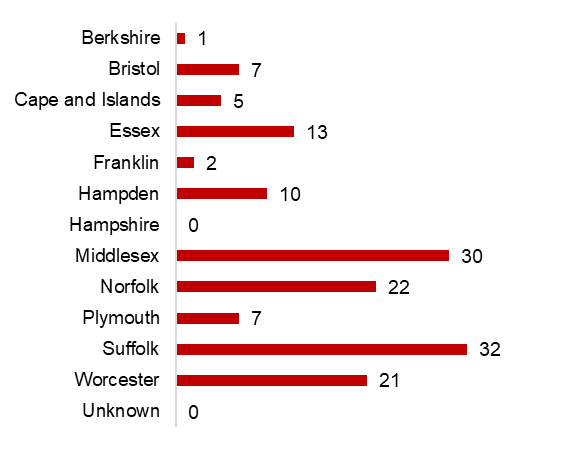 Berkshire 1
Bristol 7
Cape and Islands 5
Essex 13
Franklin 2
Hampden 10
Hampshire 0
Middlesex 30
Norfolk 22
Plymouth 7
Suffolk 32
Worcester 21
Unknown 0